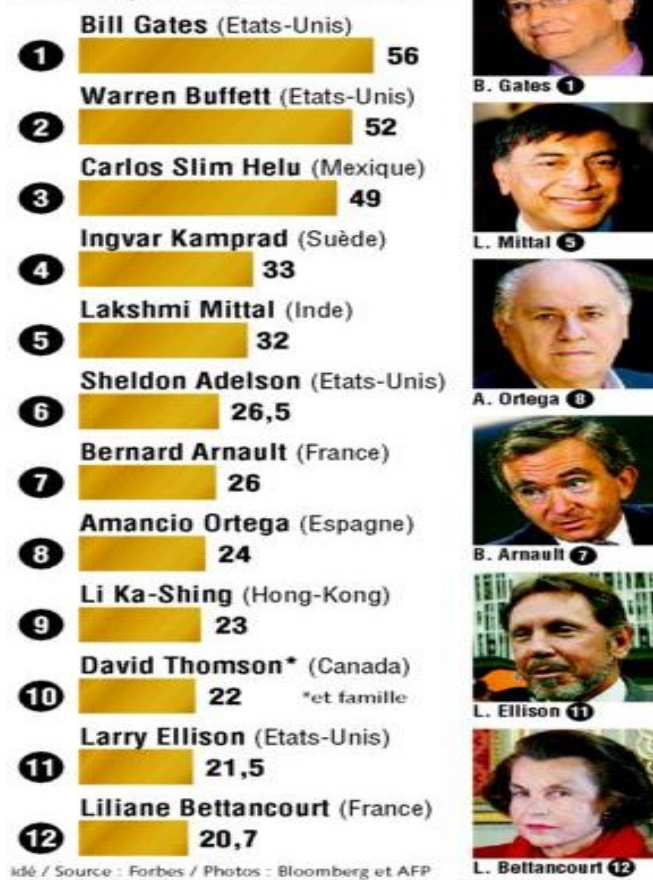 Bill Gates (Etats-Unis)
1 56
Warren Buffett (Etats-Unis)
2 52
Carlos Slim Helu (Mexique)
3 49
Ingvar Kamprad (Suède)
4 33
Lakshmi Mittal (Inde)
5 32
Sheldon Adelson (Etats-Unis)
6 26,5
Bernard Arnault (France)
7 26
Amancio Ortega (Espagne)
8 24
Li Ka-Shing (Hong-Kong)
9 23
David Thomson* (Canada)
10 22 *et famille
Larry Ellison (Etats-Unis)
11 21,5
Liliane Bettancourt (France)
12 20,7
idé / Source : Forbes / Photos : Bloomberg et AFP
B. Gates 1
L. Mittal 5
A. Ortega 8
B. Arnault 7
L. Ellison 11
L. Bettancourt 12